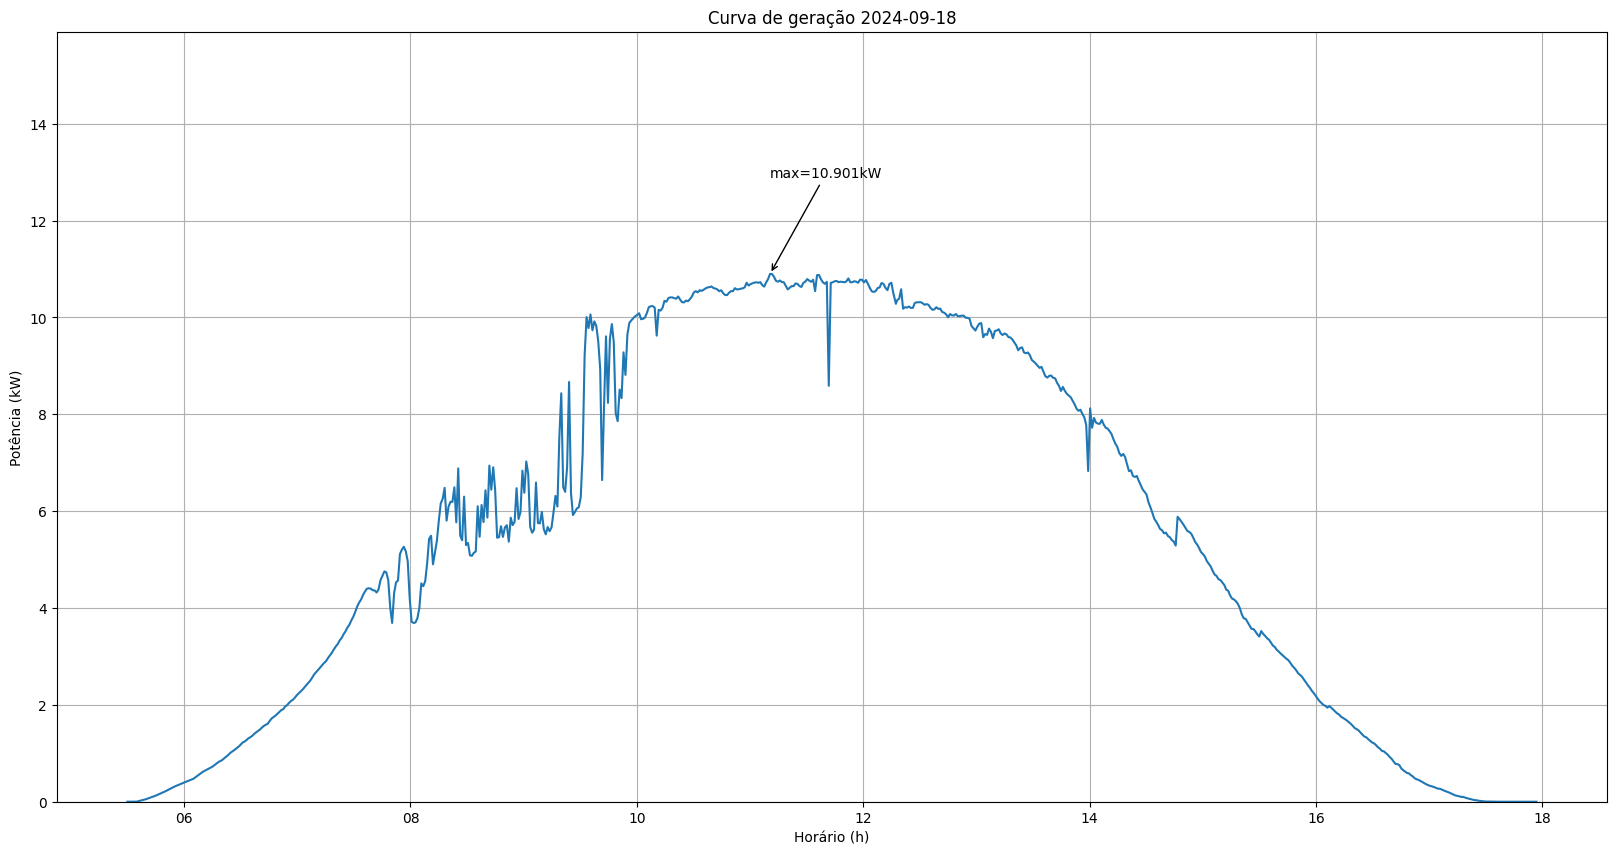 Curva de geração 2024-09-18
14
12
10
8
6
4
2
0
Potência (kW)
max=10.901kW
06 08 10 12 14 16 18
Horário (h)